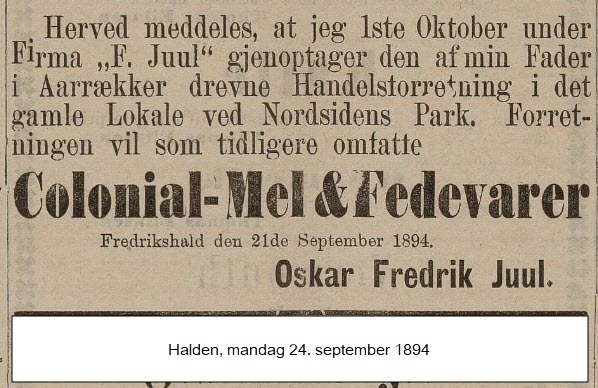 Herved meddeles, at jeg 1ste Oktober under
Firma „F. Juul“ gjenoptager den af min Fader
i Aarrækker drevne Handelstorretning i det
gamle Lokale ved Nordsidens Park. Forret-
ningen vil som tidligere omfatte
Colonial-Mel & Fedevarer
Fredrikshald den 21de September 1894.
Oskar Fredrik Juul.
Halden, mandag 24. september 1894